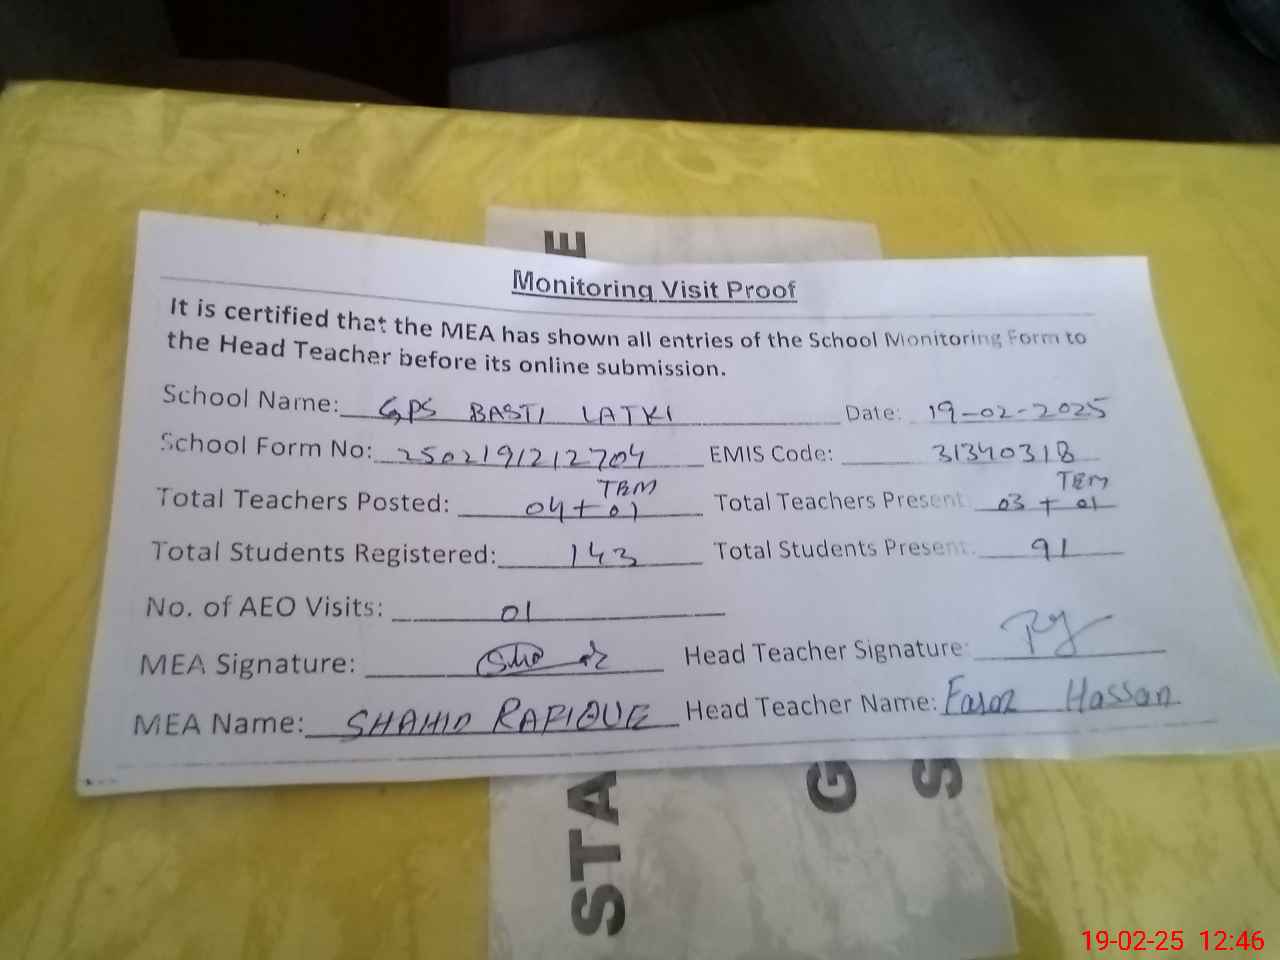 E
Monitoring Visit Proof
It is certified that the MEA has shown all entries of the School Monitoring Form to
the Head Teacher before its online submission.
School Name: GPS BASTI LATKI Date: 19-02-2025
School Form No: 2502191212704 EMIS Code: 31340318
TEM TEM
Total Teachers Posted: 04 + 01 Total Teachers Present: 03 + 01
Total Students Registered: 143 Total Students Present: 91
No. of AEO Visits: 01
MEA Signature: Head Teacher Signature:
MEA Name: SHAHID RAFIQUE Head Teacher Name: Hassan
STA G S
19-02-25 12:46